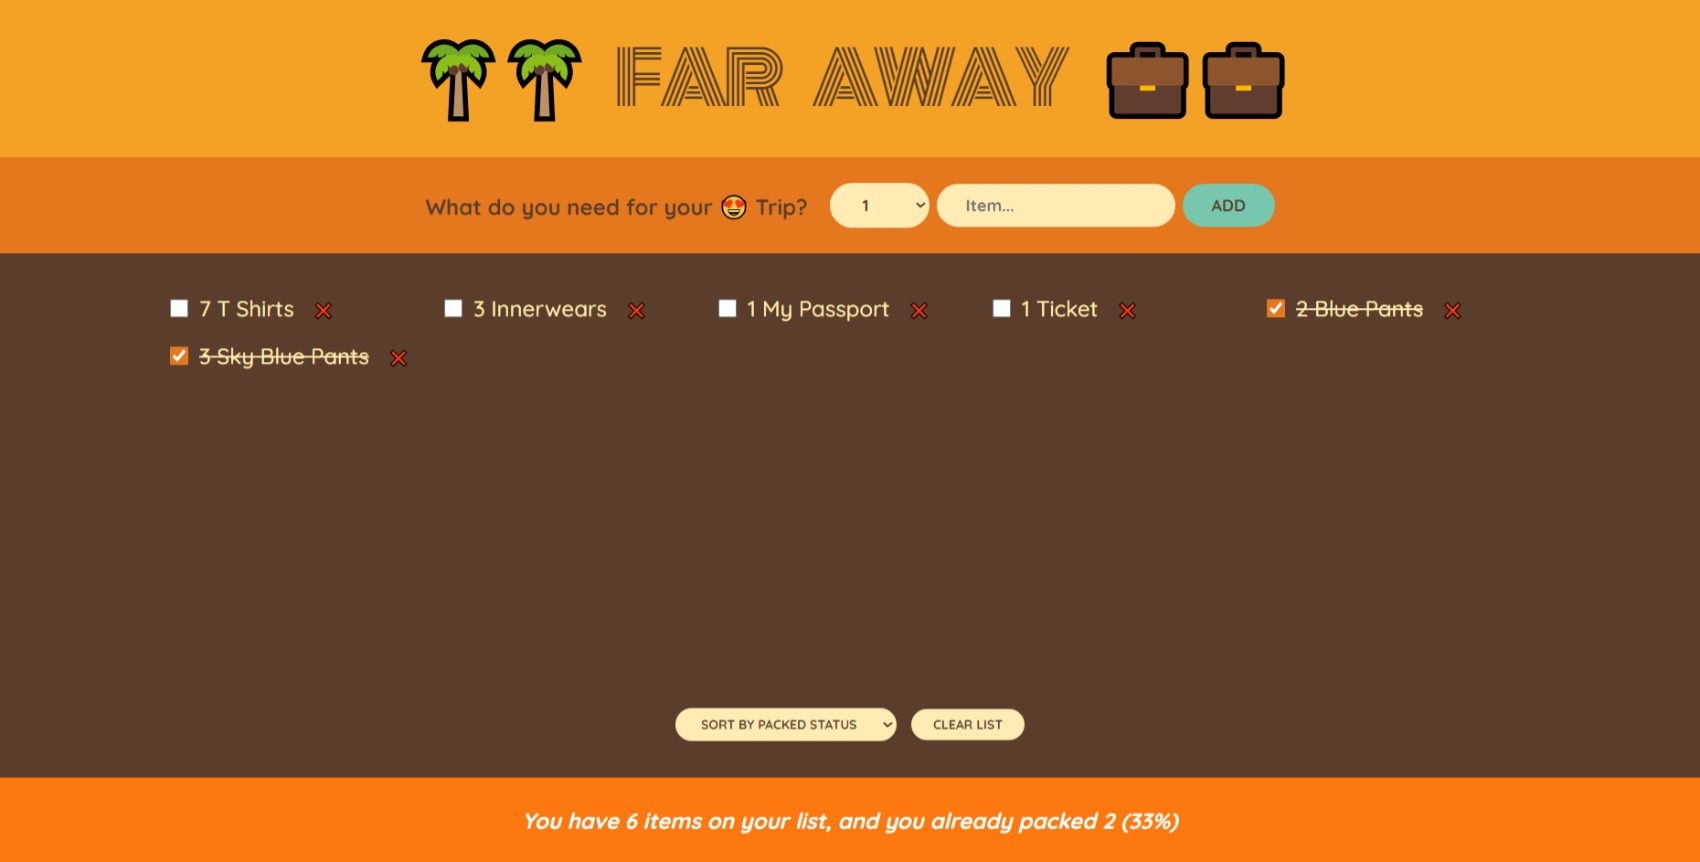 FAR AWAY
What do you need for your 😍 Trip? 1 Item... ADD
7 T Shirts 3 Innerwears 1 My Passport 1 Ticket 2 Blue Pants
3 Sky Blue Pants
SORT BY PACKED STATUS CLEAR LIST
You have 6 items on your list, and you already packed 2 (33%)